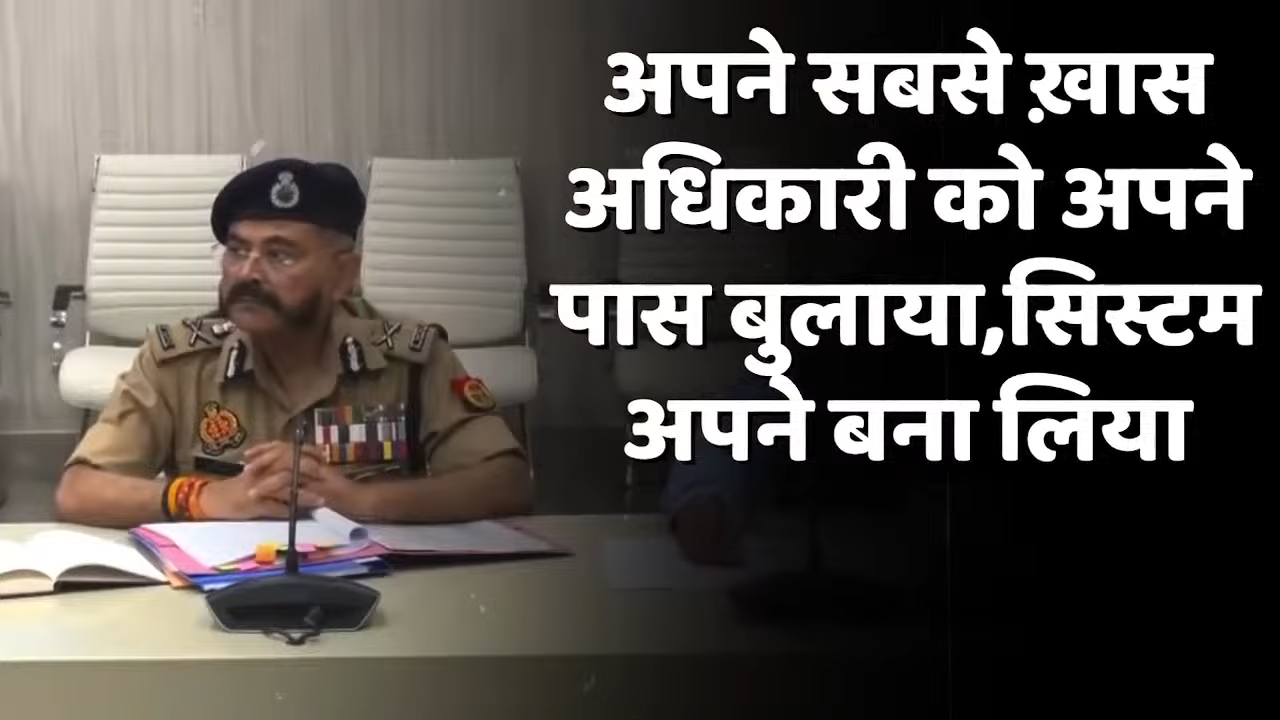 अपने सबसे ख़ास
अधिकारी को अपने
पास बुलाया,सिस्टम
अपने बना लिया